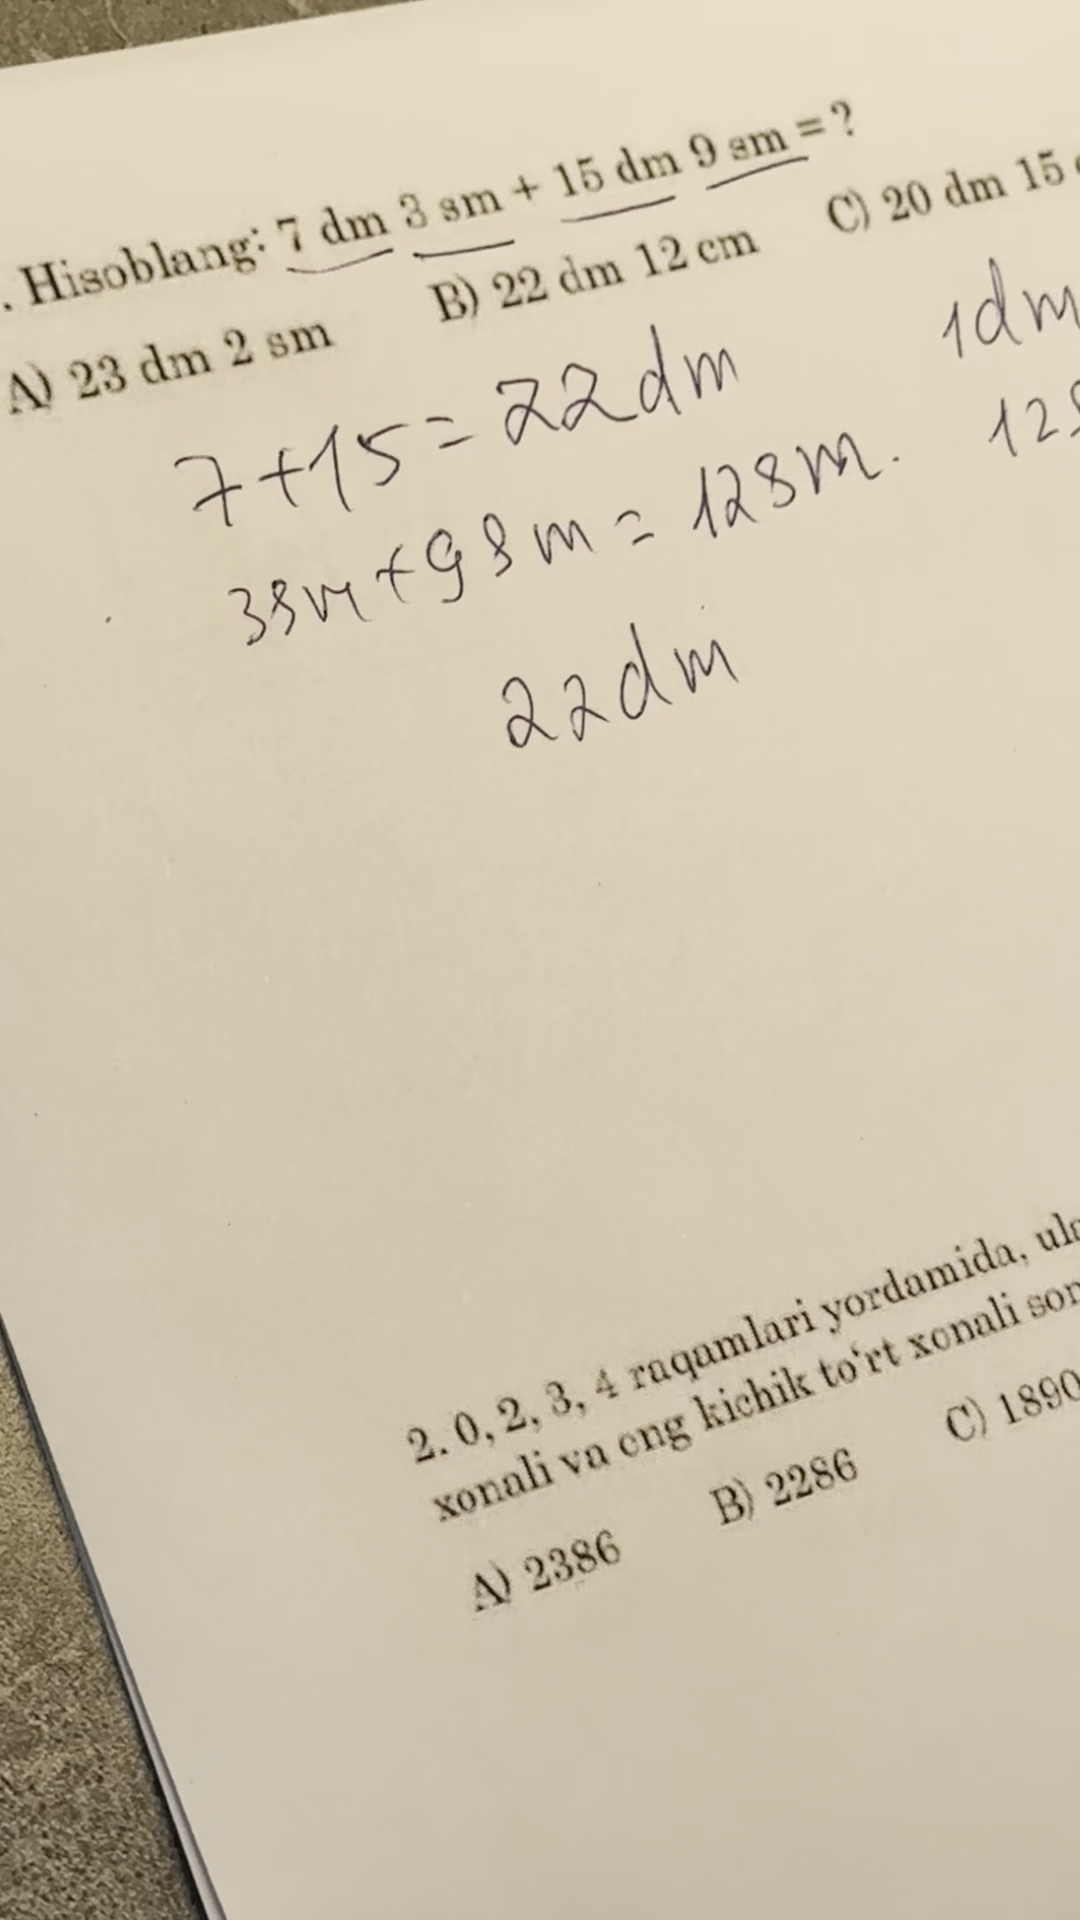 . Hisoblang: 7 dm 3 sm + 15 dm 9 sm = ?
A) 23 dm 2 sm B) 22 dm 12 cm C) 20 dm 15
7+15=22dm 1dm
3sm+9sm=12sm. 12s
22dm
2. 0, 2, 3, 4 raqamlari yordamida,
xonali va eng kichik to'rt xonali son
A) 2386 B) 2286 C) 1890